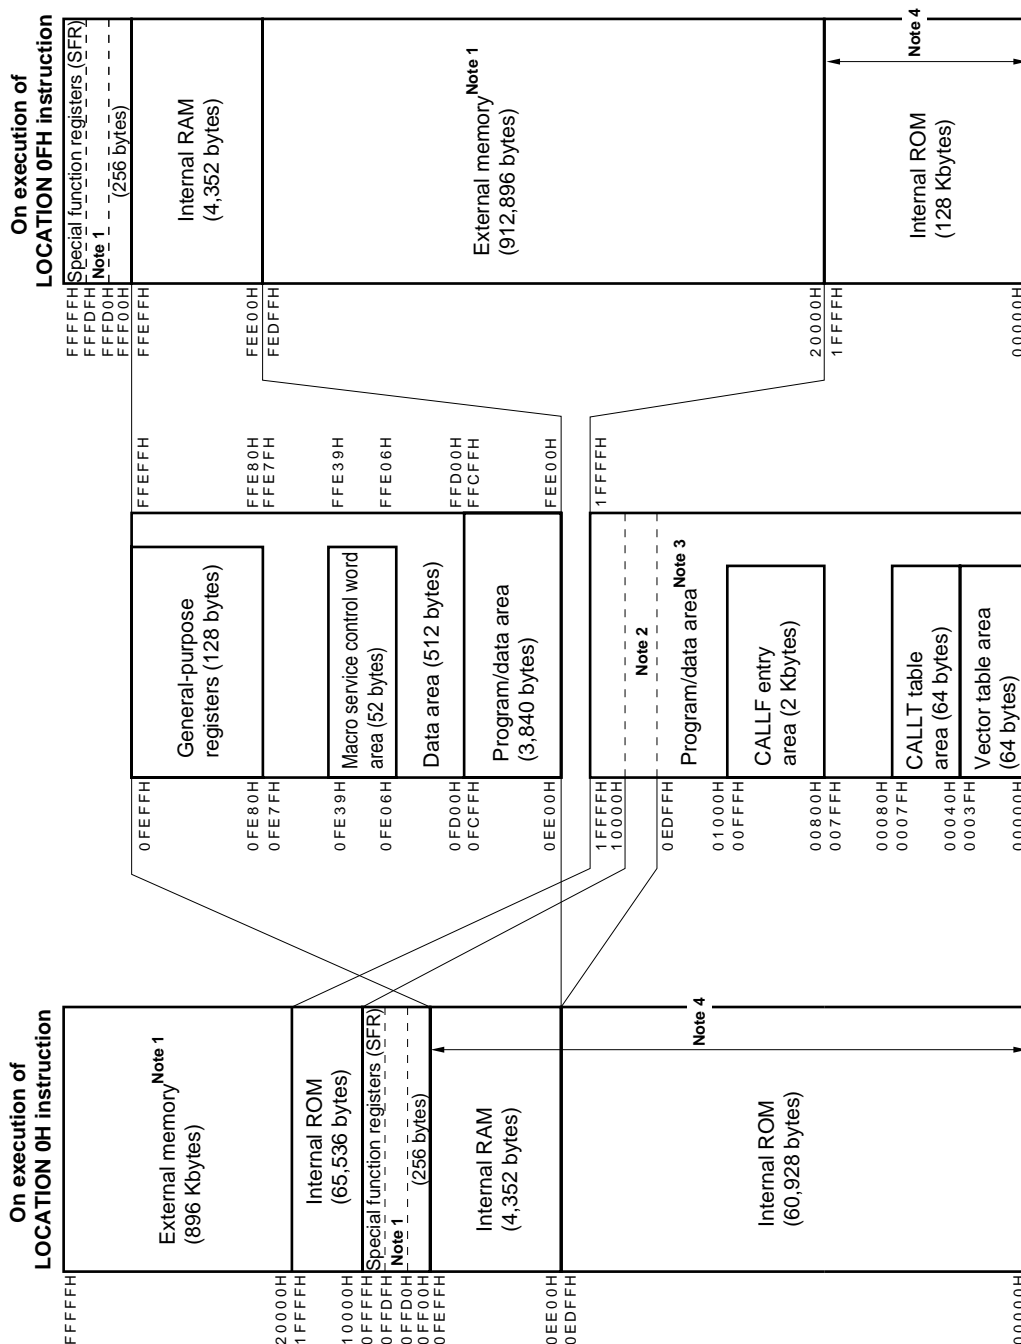 On execution of
LOCATION 0H instruction
FFFFFH
External memory Note 1
(896 Kbytes)
20000H
1FFFFH
Internal ROM
(65,536 bytes)
10000H
0FFFFH
Special function registers (SFR)
0FFDFH
Note 1
0FFD0H
0FF00H
(256 bytes)
0FEFFH
Internal RAM
(4,352 bytes)
0EE00H
0EDFFH
Internal ROM
(60,928 bytes)
00000H
Note 4
0FEFFH
General-purpose
registers (128 bytes)
0FE80H
0FE7FH
0FE39H
Macro service control word
area (52 bytes)
0FE06H
Data area (512 bytes)
0FD00H
0FCFFH
Program/data area
(3,840 bytes)
0EE00H
1FFFFH
10000H
Note 2
0EDFFH
Program/data area Note 3
01000H
00FFFH
CALLF entry
area (2 Kbytes)
00800H
007FFH
00080H
0007FH
CALLT table
area (64 bytes)
00040H
0003FH
Vector table area
(64 bytes)
00000H
FFEFFH
FFE80H
FFE7FH
FFE39H
FFE06H
FFD00H
FFCFFH
FEE00H
1FFFFH
On execution of
LOCATION 0FH instruction
FFFFFH
Special function registers (SFR)
FFFDFH
Note 1
FFFD0H
FFF00H
(256 bytes)
FFEFFH
Internal RAM
(4,352 bytes)
FEE00H
FEDFFH
External memory Note 1
(912,896 bytes)
20000H
1FFFFH
Internal ROM
(128 Kbytes)
00000H
Note 4